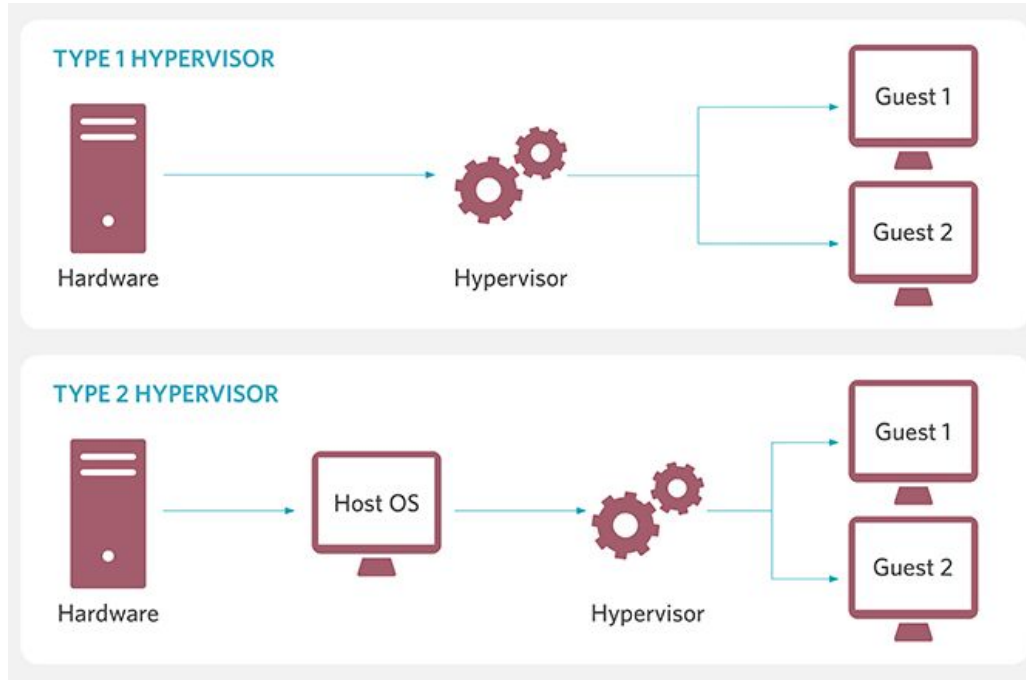 TYPE 1 HYPERVISOR
Guest 1
Guest 2
Hardware
Hypervisor
TYPE 2 HYPERVISOR
Guest 1
Host OS
Guest 2
Hardware
Hypervisor